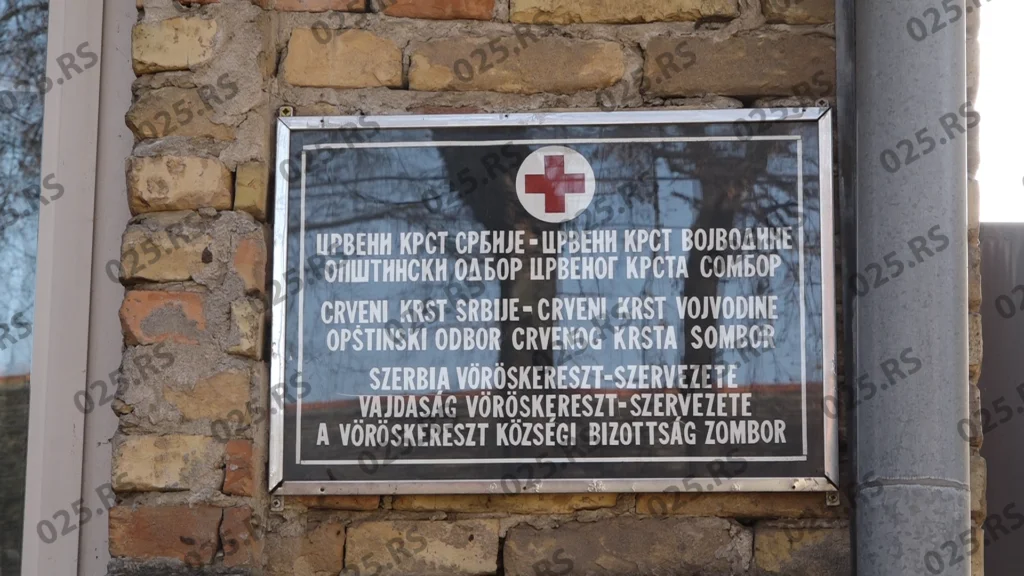 ЦРВЕНИ КРСТ СРБИЈЕ - ЦРВЕНИ КРСТ ВОЈВОДИНЕ
ОПШТИНСКИ ОДБОР ЦРВЕНОГ КРСТА СОМБОР
CRVENI KRST SRBIJE - CRVENI KRST VOJVODINE
OPŠTINSKI ODBOR CRVENOG KRSTA SOMBOR
SZERBIA VÖRÖSKERESZT-SZERVEZETE
VAJDASÁG VÖRÖSKERESZT-SZERVEZETE
A VÖRÖSKERESZT KÖZSÉGI BIZOTTSÁG ZOMBOR
025.RS